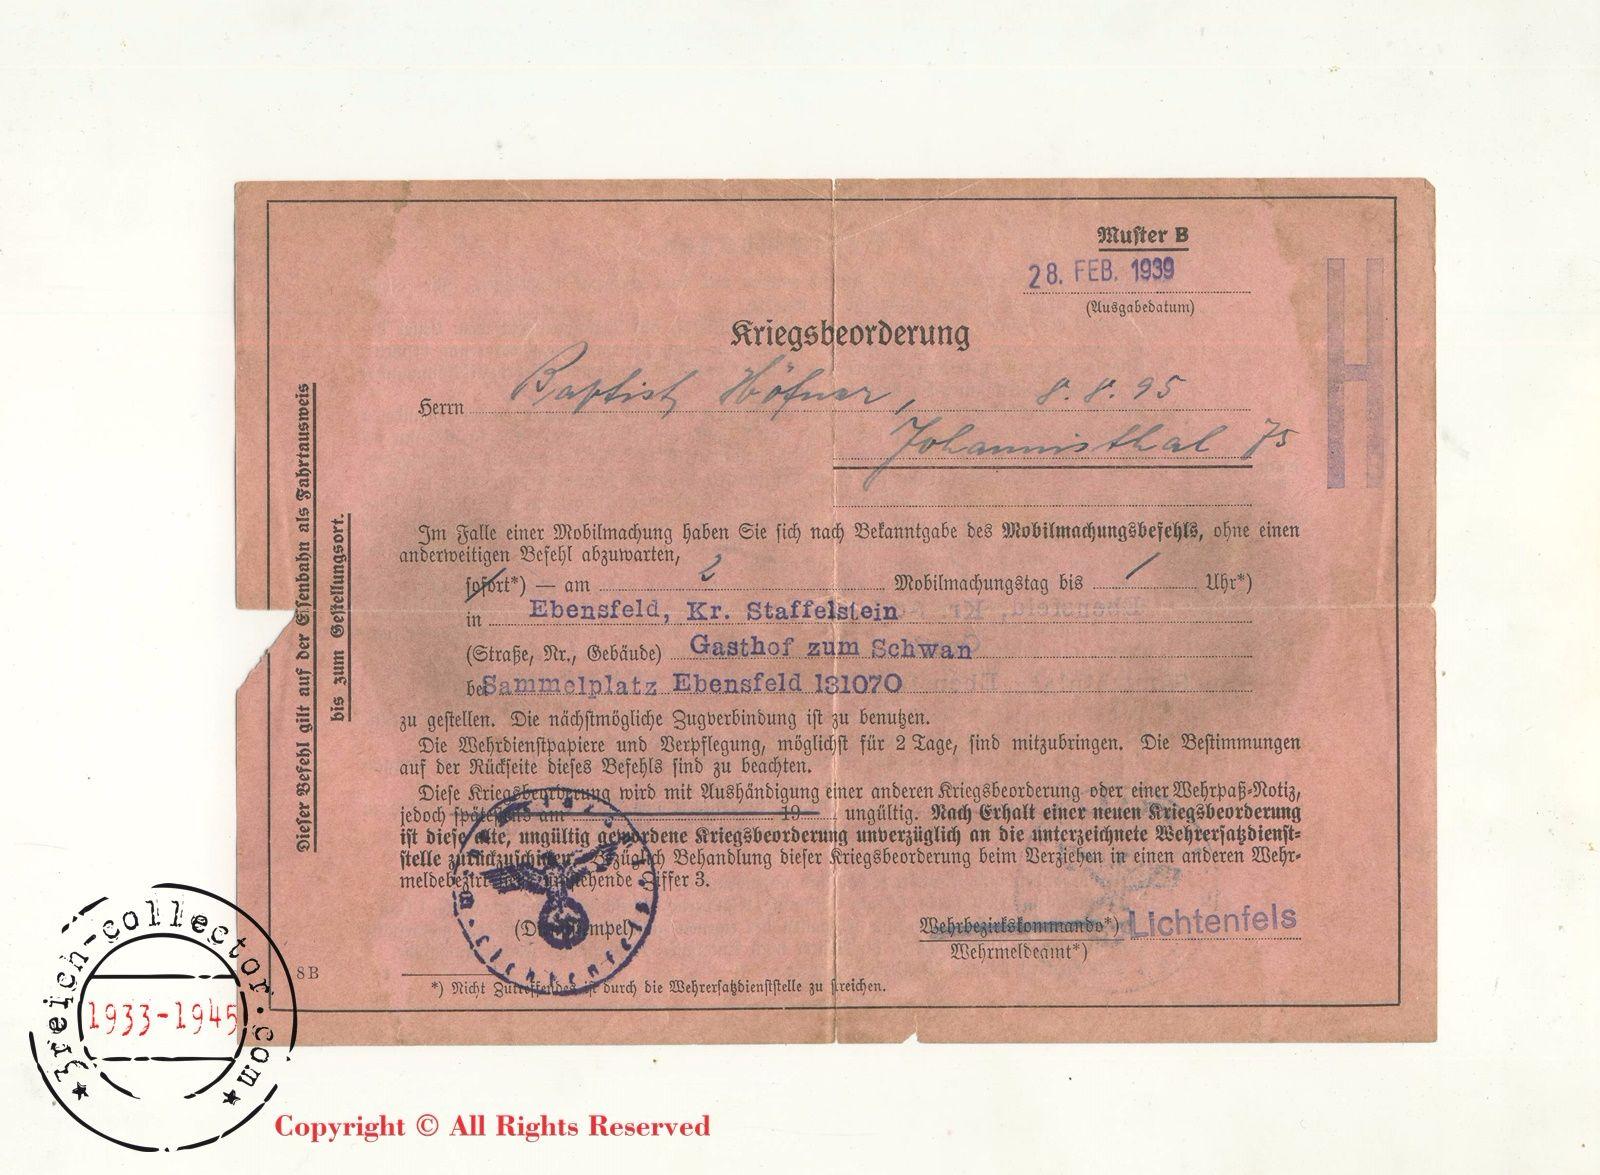 Muster B
28. FEB. 1939
(Ausgabedatum)
H
Kriegsbeorderung
Herrn Baptist Höfner, 8.8.95
Johannisthal 75
Im Falle einer Mobilmachung haben Sie sich nach Bekanntgabe des Mobilmachungsbefehls, ohne einen
anderweitigen Befehl abzuwarten,
sofort*) — am 2 Mobilmachungstag bis / Uhr*)
in Ebensfeld, Kr. Staffelstein
(Straße, Nr., Gebäude) Gasthof zum Schwan
bei Sammelplatz Ebensfeld 131070
zu gestellen. Die nächstmögliche Zugverbindung ist zu benutzen.
Die Wehrdienstpapiere und Verpflegung, möglichst für 2 Tage, sind mitzubringen. Die Bestimmungen
auf der Rückseite dieses Befehls sind zu beachten.
Diese Kriegsbeorderung wird mit Aushändigung einer anderen Kriegsbeorderung oder einer Wehrpaß-Notiz,
jedoch spätestens am 19 ungültig. Nach Erhalt einer neuen Kriegsbeorderung
ist diese alte, ungültig gewordene Kriegsbeorderung unverzüglich an die unterzeichnete Wehrersatzdienst-
stelle zurückzuschicken. Bezüglich Behandlung dieser Kriegsbeorderung beim Verziehen in einen anderen Wehr-
meldebezirk umstehende Ziffer 3.
(Dienststempel)
Lichtenfels
Wehrbezirkskommando*) Lichtenfels
Wehrmeldeamt*)
8 B
*) Nicht Zutreffendes ist durch die Wehrersatzdienststelle zu streichen.
Dieser Befehl gilt auf der Eisenbahn als Fahrtausweis
bis zum Gestellungsort.
3reich-collector.com
1933-1945
Copyright © All Rights Reserved